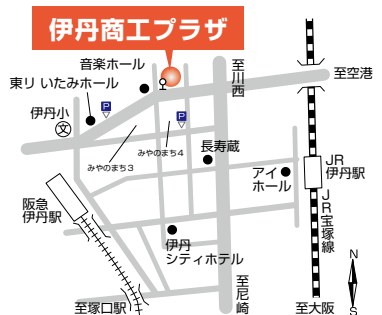 伊丹商工プラザ
音楽ホール
至川西
至空港
東リ いたみホール
P
伊丹小
文
P
みやのまち3
みやのまち4
長寿蔵
アイ
ホール
JR
伊丹駅
阪急
伊丹駅
JR宝塚線
伊丹
シティホテル
至尼崎
至塚口駅
至大阪
N
S